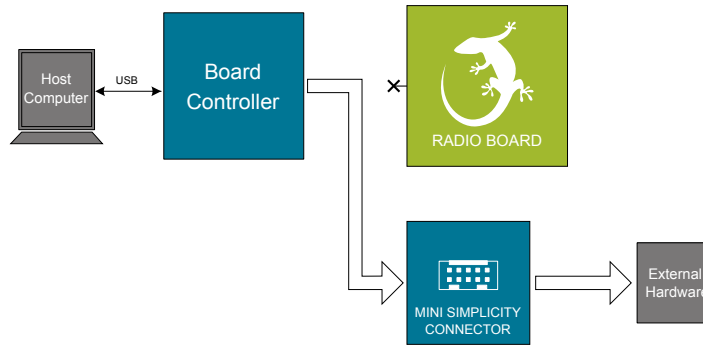 Host
Computer
USB
Board
Controller
RADIO BOARD
MINI SIMPLICITY
CONNECTOR
External
Hardware